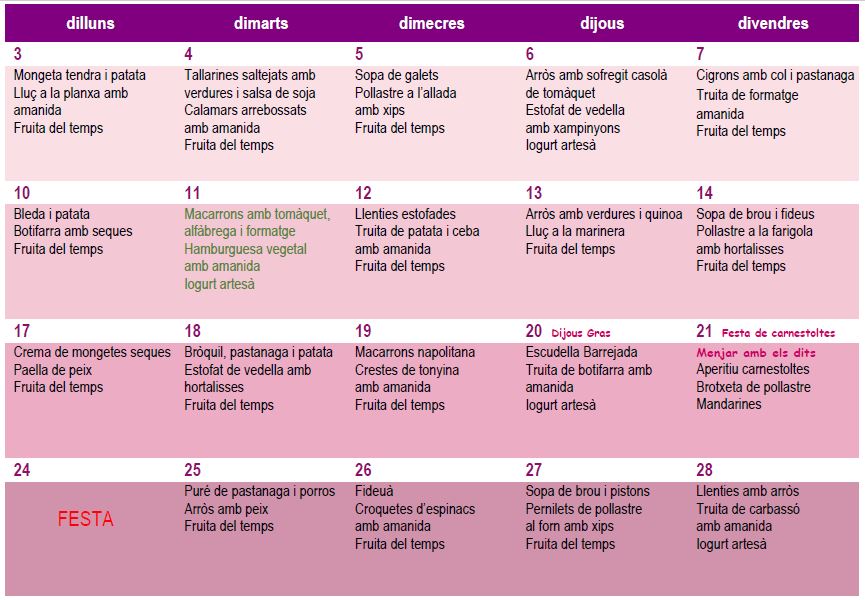 dilluns
dimarts
dimecres
dijous
divendres
3
Mongeta tendra i patata
Lluç a la planxa amb
amanida
Fruita del temps
4
Tallarines saltejats amb
verdures i salsa de soja
Calamars arrebossats
amb amanida
Fruita del temps
5
Sopa de galets
Pollastre a l'allada
amb xips
Fruita del temps
6
Arròs amb sofregit casolà
de tomàquet
Estofat de vedella
amb xampinyons
Iogurt artesà
7
Cigrons amb col i pastanaga
Truita de formatge
amanida
Fruita del temps
10
Bleda i patata
Botifarra amb seques
Fruita del temps
11
Macarrons amb tomàquet,
alfàbrega i formatge
Hamburguesa vegetal
amb amanida
Iogurt artesà
12
Llenties estofades
Truita de patata i ceba
amb amanida
Fruita del temps
13
Arròs amb verdures i quinoa
Lluç a la marinera
Fruita del temps
14
Sopa de brou i fideus
Pollastre a la farigola
amb hortalisses
Fruita del temps
17
Crema de mongetes seques
Paella de peix
Fruita del temps
18
Bròquil, pastanaga i patata
Estofat de vedella amb
hortalisses
Fruita del temps
19
Macarrons napolitana
Crestes de tonyina
amb amanida
Fruita del temps
20 Dijous Gras
Escudella Barrejada
Truita de botifarra amb
amanida
Iogurt artesà
21 Festa de carnestoltes
Menjar amb els dits
Aperitiu carnestoltes
Brotxeta de pollastre
Mandarines
24
FESTA
25
Puré de pastanaga i porros
Arròs amb peix
Fruita del temps
26
Fideuà
Croquetes d'espinacs
amb amanida
Fruita del temps
27
Sopa de brou i pistons
Pernilets de pollastre
al forn amb xips
Fruita del temps
28
Llenties amb arròs
Truita de carbassó
amb amanida
Iogurt artesà